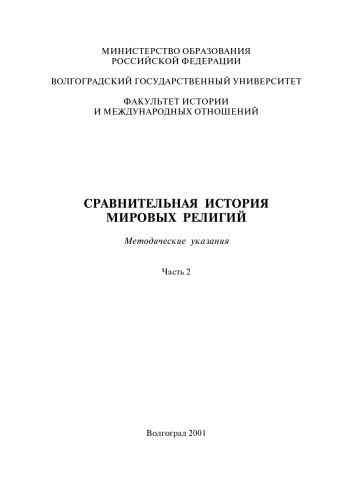 МИНИСТЕРСТВО ОБРАЗОВАНИЯ
РОССИЙСКОЙ ФЕДЕРАЦИИ
ВОЛГОГРАДСКИЙ ГОСУДАРСТВЕННЫЙ УНИВЕРСИТЕТ
ФАКУЛЬТЕТ ИСТОРИИ
И МЕЖДУНАРОДНЫХ ОТНОШЕНИЙ
СРАВНИТЕЛЬНАЯ ИСТОРИЯ
МИРОВЫХ РЕЛИГИЙ
Методические указания
Часть 2
Волгоград 2001